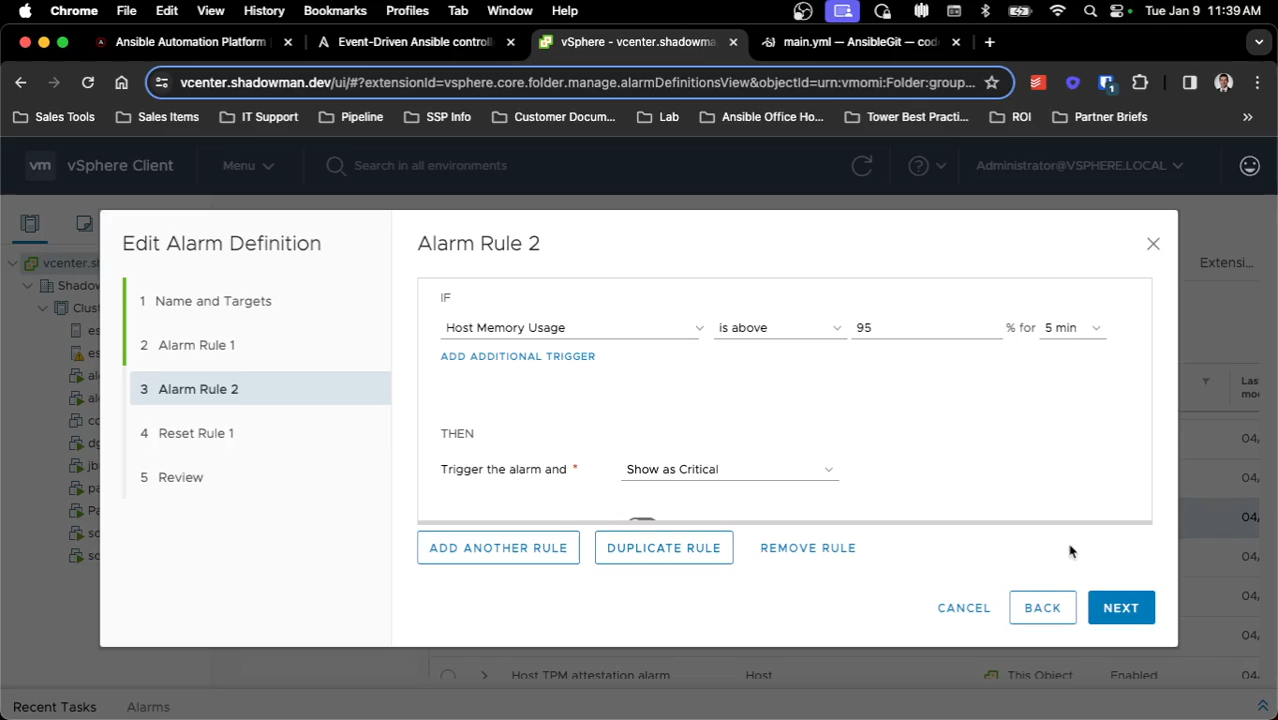 Chrome File Edit View History Bookmarks Profiles Tab Window Help Tue Jan 9 11:39 AM
Ansible Automation Platform
Event-Driven Ansible control
vSphere - vcenter.shadowma
main.yml — AnsibleGit — cod
vcenter.shadowman.dev/ui/#?extensionId=vsphere.core.folder.manage.alarmDefinitionsView&objectId=urn:vmomi:Folder:group...
1
Sales Tools Sales Items IT Support Pipeline SSP Info Customer Docum... Lab Ansible Office Ho... Tower Best Practi... ROI Partner Briefs
vm vSphere Client Menu Search in all environments Administrator@VSPHERE.LOCAL
vcenter.sh
Shadow
Clust
es
es
al
al
co
dg
jb
pa
Pa
sc
sc
Edit Alarm Definition
1 Name and Targets
2 Alarm Rule 1
3 Alarm Rule 2
4 Reset Rule 1
5 Review
Alarm Rule 2
IF
Host Memory Usage is above 95 % for 5 min
ADD ADDITIONAL TRIGGER
THEN
Trigger the alarm and * Show as Critical
ADD ANOTHER RULE DUPLICATE RULE REMOVE RULE
CANCEL BACK NEXT
Extensi...
Las
mo
04,
04,
04,
04,
04,
04,
Host TPM attestation alarm Host This Object Enabled 04,
Recent Tasks Alarms